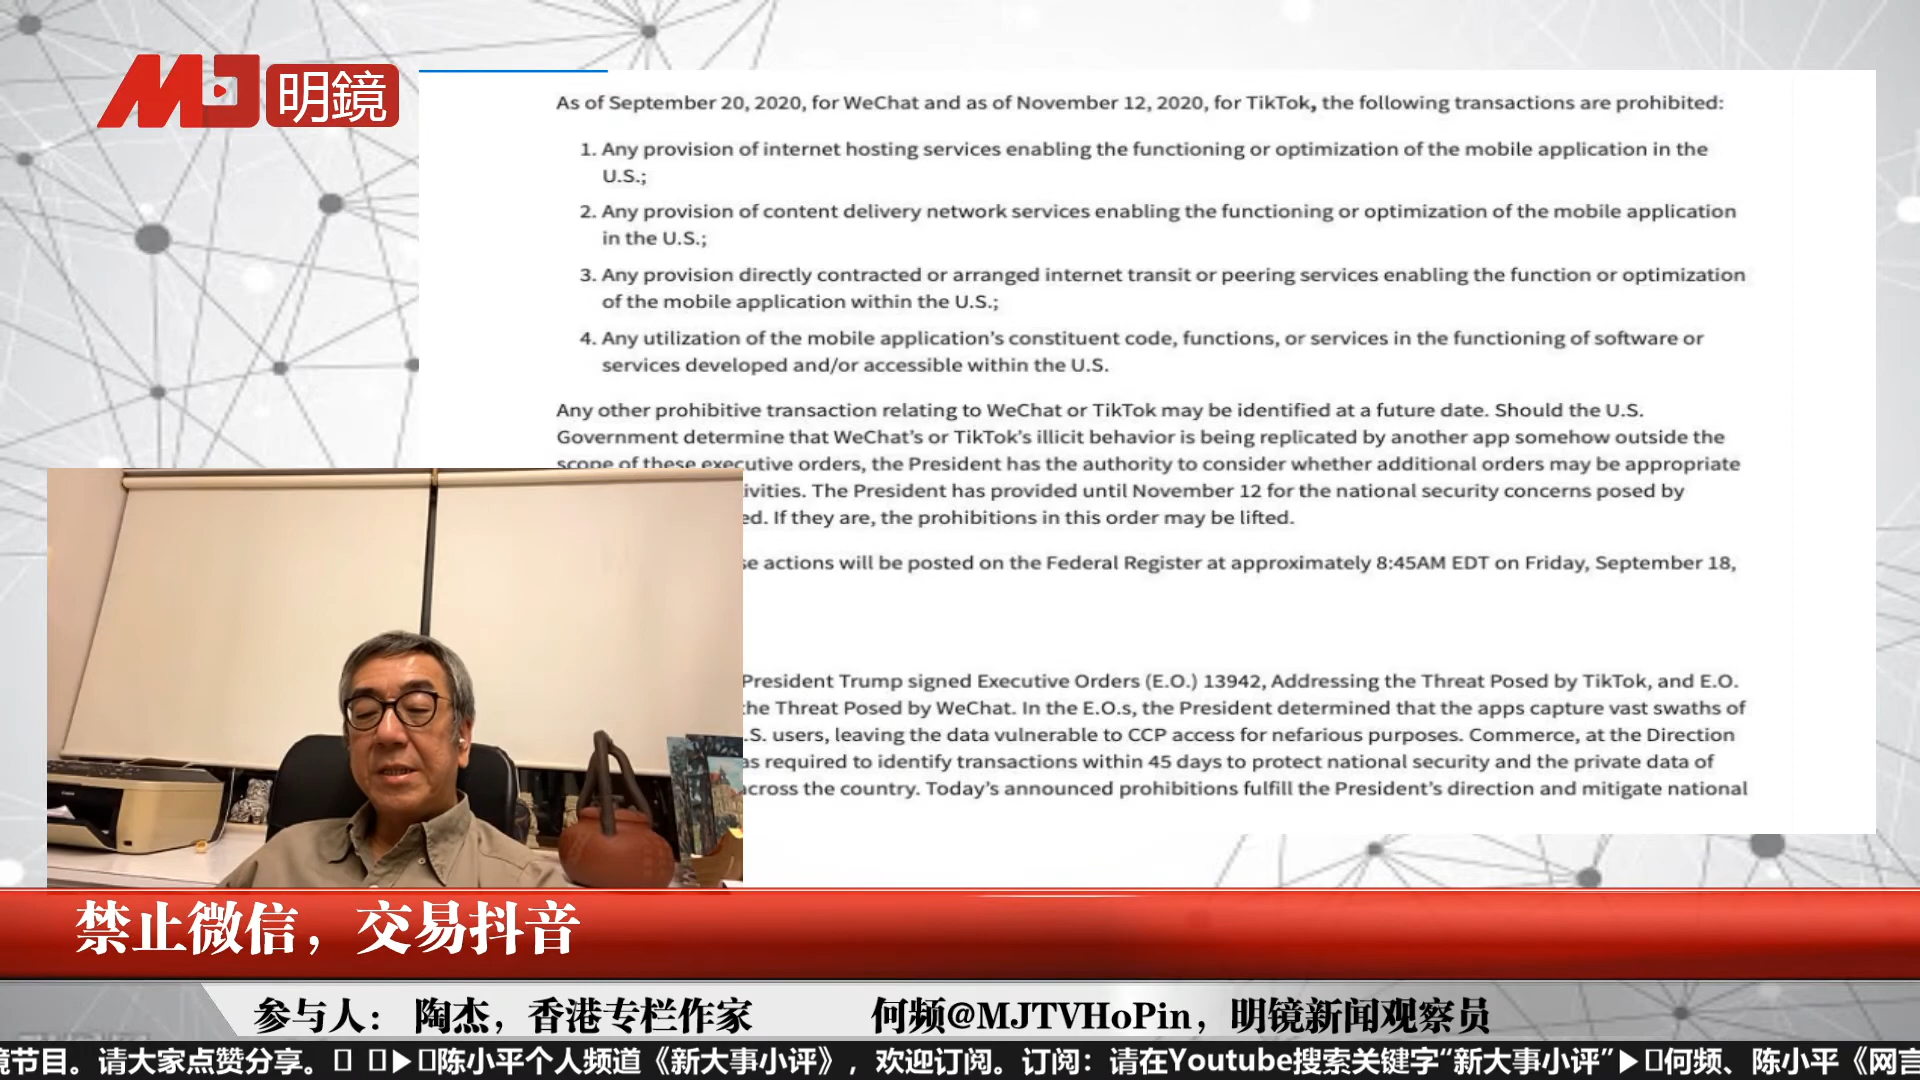 MJ 明鏡
As of September 20, 2020, for WeChat and as of November 12, 2020, for TikTok, the following transactions are prohibited:
1. Any provision of internet hosting services enabling the functioning or optimization of the mobile application in the
U.S.;
2. Any provision of content delivery network services enabling the functioning or optimization of the mobile application
in the U.S.;
3. Any provision directly contracted or arranged internet transit or peering services enabling the function or optimization
of the mobile application within the U.S.;
4. Any utilization of the mobile application’s constituent code, functions, or services in the functioning of software or
services developed and/or accessible within the U.S.
Any other prohibitive transaction relating to WeChat or TikTok may be identified at a future date. Should the U.S.
Government determine that WeChat’s or TikTok’s illicit behavior is being replicated by another app somehow outside the
scope of these executive orders, the President has the authority to consider whether additional orders may be appropriate
ivities. The President has provided until November 12 for the national security concerns posed by
ed. If they are, the prohibitions in this order may be lifted.
se actions will be posted on the Federal Register at approximately 8:45AM EDT on Friday, September 18,
President Trump signed Executive Orders (E.O.) 13942, Addressing the Threat Posed by TikTok, and E.O.
the Threat Posed by WeChat. In the E.O.s, the President determined that the apps capture vast swaths of
.S. users, leaving the data vulnerable to CCP access for nefarious purposes. Commerce, at the Direction
as required to identify transactions within 45 days to protect national security and the private data of
across the country. Today’s announced prohibitions fulfill the President’s direction and mitigate national
禁止微信，交易抖音
参与人： 陶杰，香港专栏作家 何频@MJTVHoPin，明镜新闻观察员
镜节目。请大家点赞分享。 ▶陈小平个人频道《新大事小评》，欢迎订阅。订阅：请在Youtube搜索关键字“新大事小评”▶何频、陈小平《网言